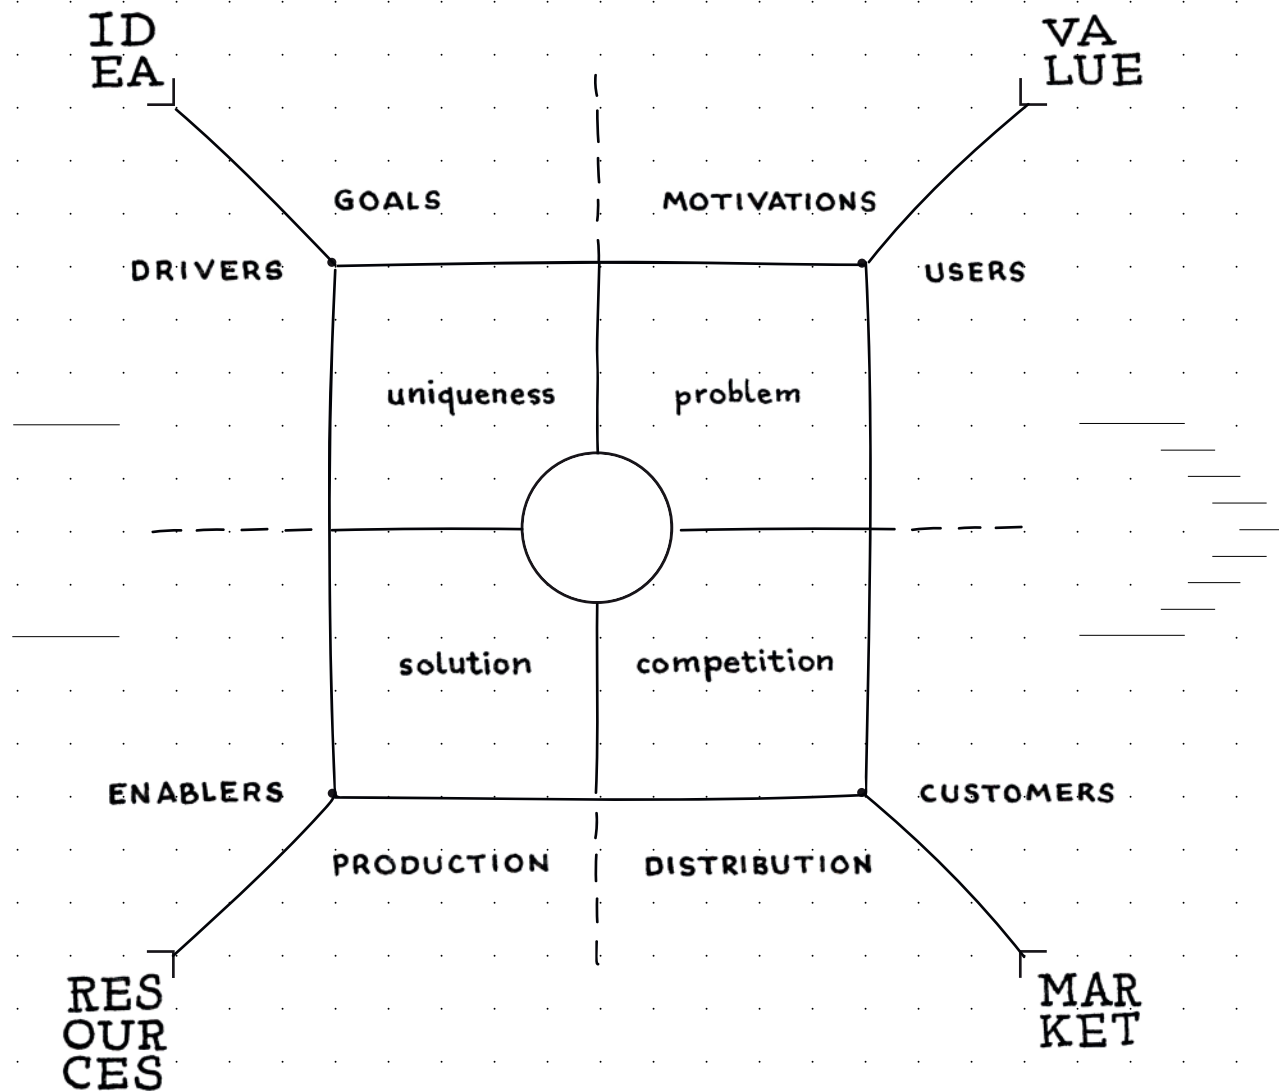 ID
EA
VA
LUE
GOALS
MOTIVATIONS
DRIVERS
USERS
uniqueness
problem
solution
competition
ENABLERS
CUSTOMERS
PRODUCTION
DISTRIBUTION
RES
OUR
CES
MAR
KET